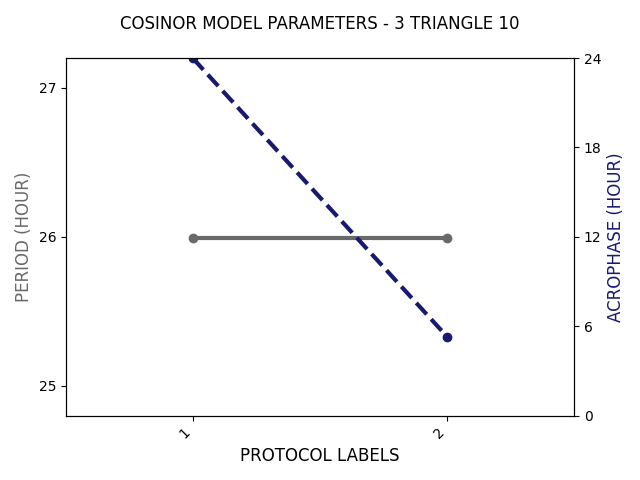 COSINOR MODEL PARAMETERS - 3 TRIANGLE 10
27
26
25
PERIOD (HOUR)
24
18
12
6
0
ACROPHASE (HOUR)
1
2
PROTOCOL LABELS